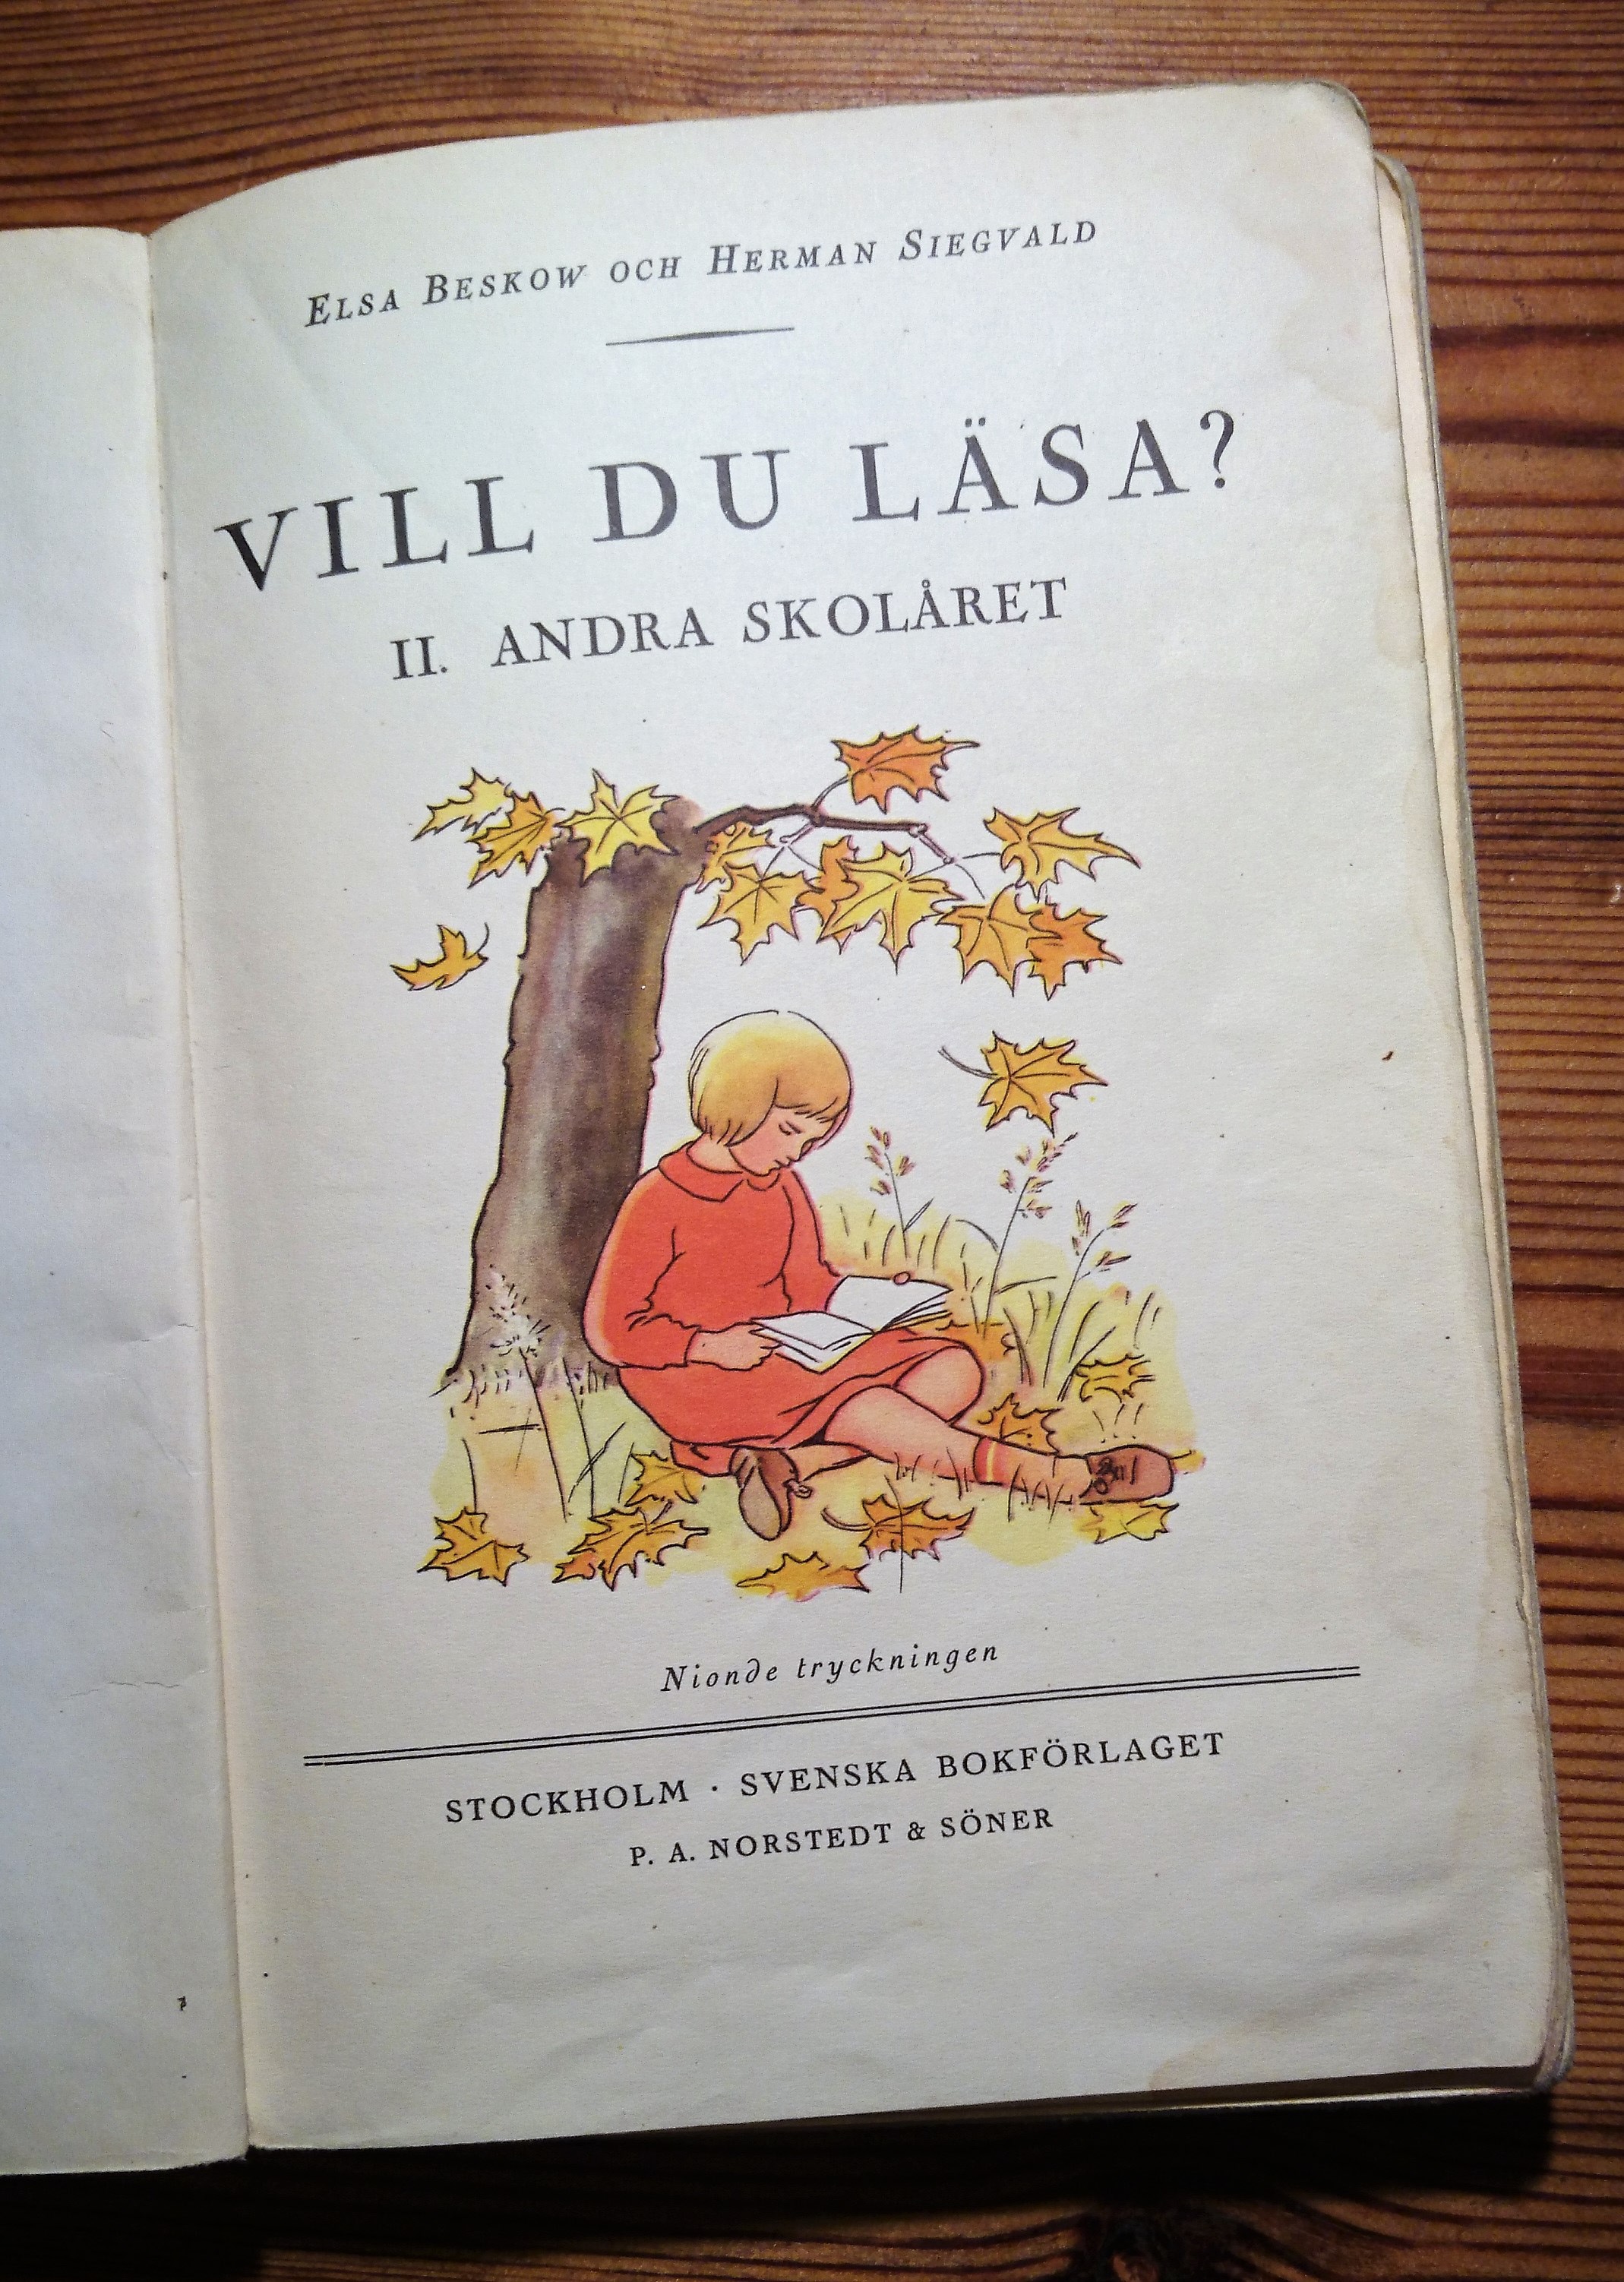 ELSA BESKOW OCH HERMAN SIEGVALD
VILL DU LÄSA?
II. ANDRA SKOLÅRET
Nionde tryckningen
STOCKHOLM · SVENSKA BOKFÖRLAGET
P. A. NORSTEDT & SÖNER